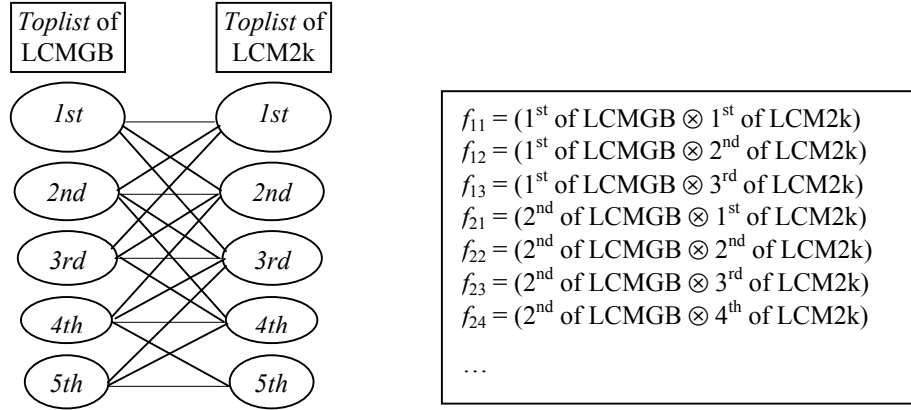 Toplist of LCMGB
Toplist of LCM2k
1st 1st
2nd 2nd
3rd 3rd
4th 4th
5th 5th
f₁₁ = (1ˢᵗ of LCMGB ⊗ 1ˢᵗ of LCM2k)
f₁₂ = (1ˢᵗ of LCMGB ⊗ 2ⁿᵈ of LCM2k)
f₁₃ = (1ˢᵗ of LCMGB ⊗ 3ʳᵈ of LCM2k)
f₂₁ = (2ⁿᵈ of LCMGB ⊗ 1ˢᵗ of LCM2k)
f₂₂ = (2ⁿᵈ of LCMGB ⊗ 2ⁿᵈ of LCM2k)
f₂₃ = (2ⁿᵈ of LCMGB ⊗ 3ʳᵈ of LCM2k)
f₂₄ = (2ⁿᵈ of LCMGB ⊗ 4ᵗʰ of LCM2k)
…